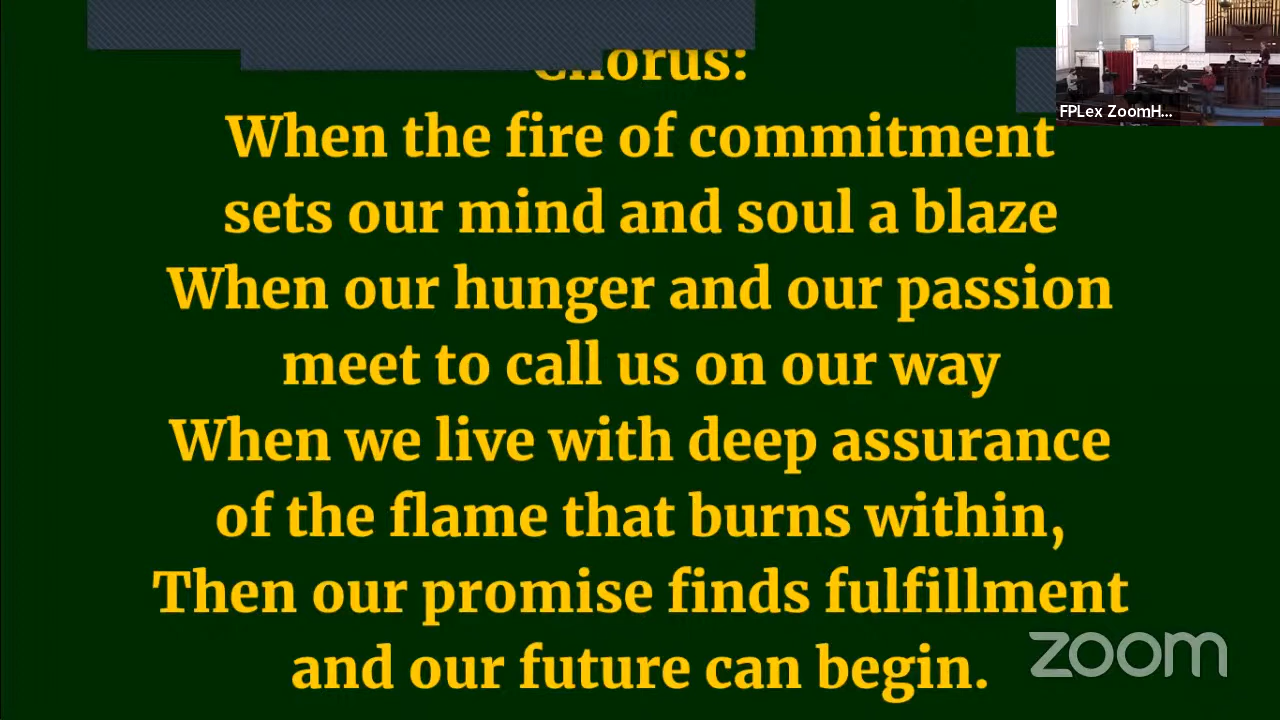 Chorus:
When the fire of commitment
sets our mind and soul a blaze
When our hunger and our passion
meet to call us on our way
When we live with deep assurance
of the flame that burns within,
Then our promise finds fulfillment
and our future can begin.
FPLex ZoomH...
zoom